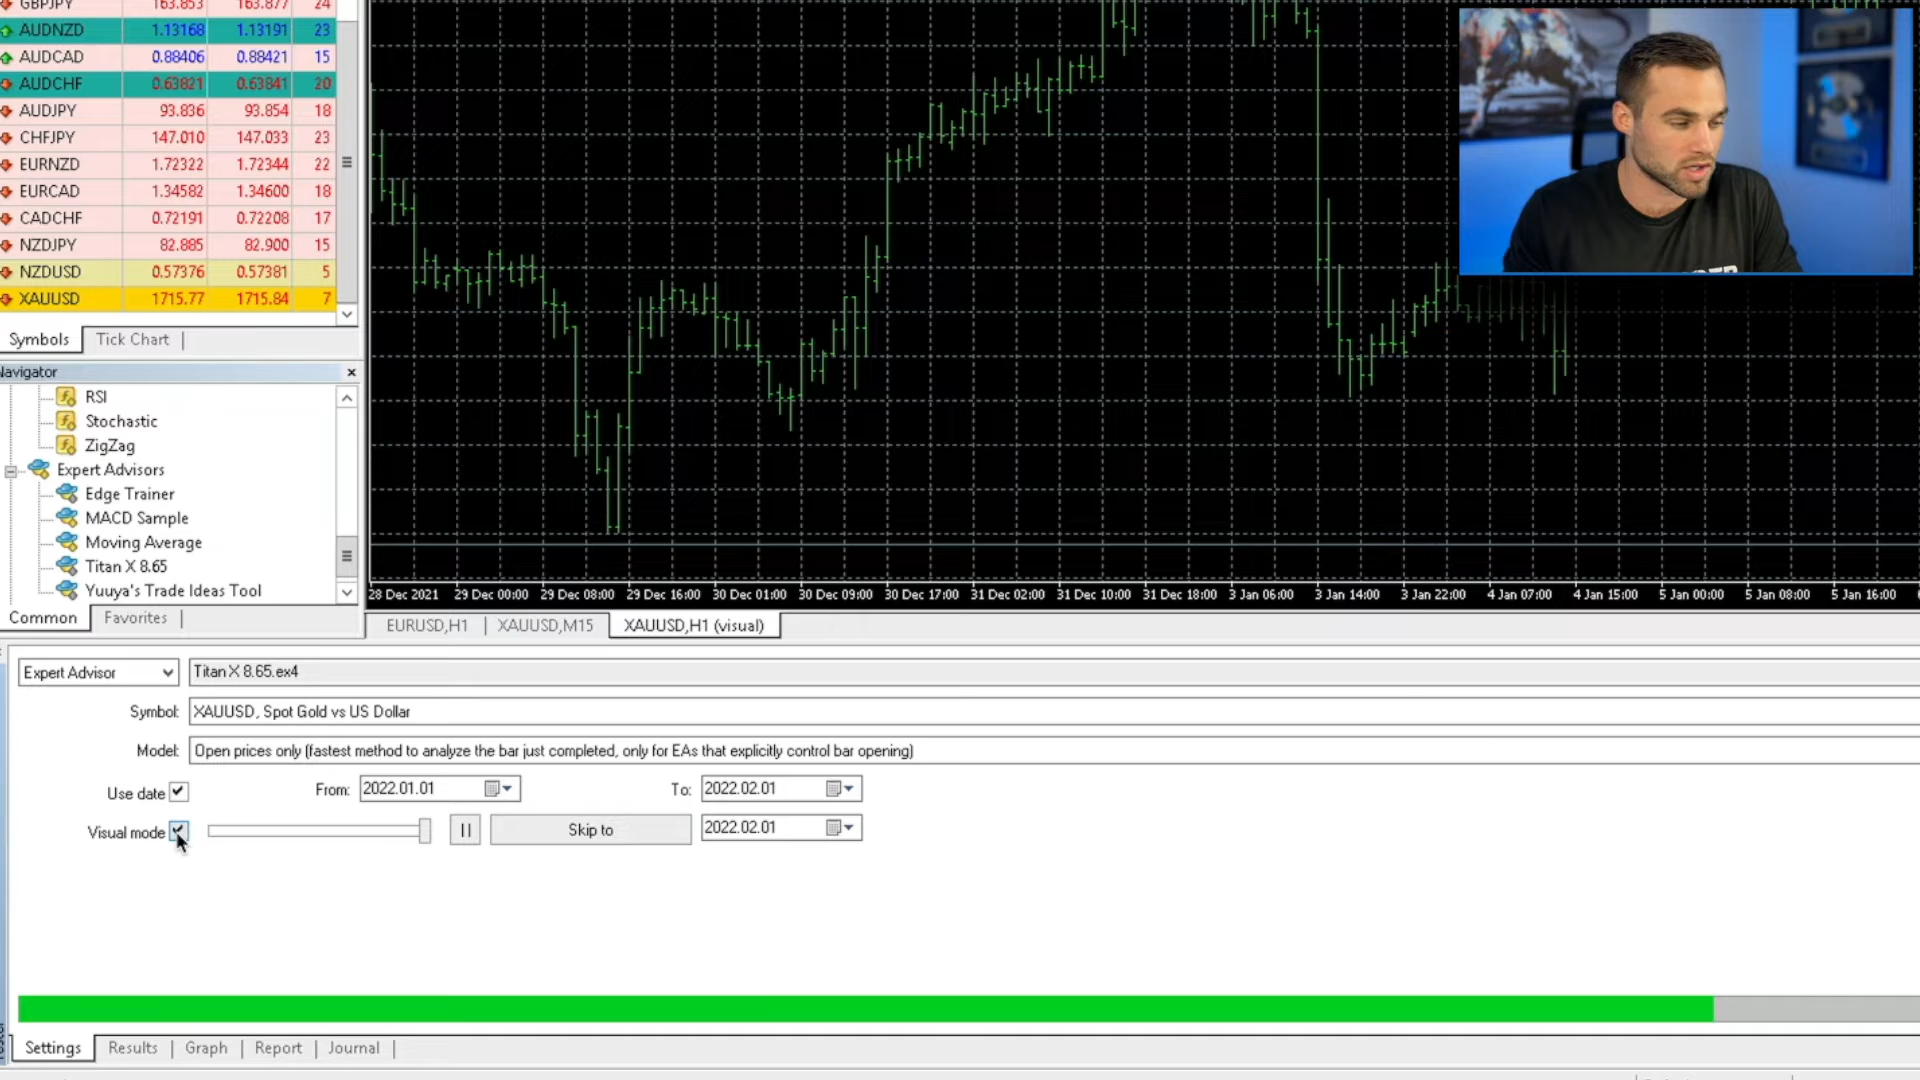 GBPJPY 163.853 163.877 24
AUDNZD 1.13168 1.13191 23
AUDCAD 0.88406 0.88421 15
AUDCHF 0.63821 0.63841 20
AUDJPY 93.836 93.854 18
CHFJPY 147.010 147.033 23
EURNZD 1.72322 1.72344 22
EURCAD 1.34582 1.34600 18
CADCHF 0.72191 0.72208 17
NZDJPY 82.885 82.900 15
NZDUSD 0.57376 0.57381 5
XAUUSD 1715.77 1715.84 7
Symbols Tick Chart
Navigator
RSI
Stochastic
ZigZag
Expert Advisors
Edge Trainer
MACD Sample
Moving Average
Titan X 8.65
Yuuya's Trade Ideas Tool
Common Favorites
28 Dec 2021 29 Dec 00:00 29 Dec 08:00 29 Dec 16:00 30 Dec 01:00 30 Dec 09:00 30 Dec 17:00 31 Dec 02:00 31 Dec 10:00 31 Dec 18:00 3 Jan 06:00 3 Jan 14:00 3 Jan 22:00 4 Jan 07:00 4 Jan 15:00 5 Jan 00:00 5 Jan 08:00 5 Jan 16:00
EURUSD,H1 XAUUSD,M15 XAUUSD,H1 (visual)
Expert Advisor Titan X 8.65.ex4
Symbol: XAUUSD, Spot Gold vs US Dollar
Model: Open prices only (fastest method to analyze the bar just completed, only for EAs that explicitly control bar opening)
Use date From: 2022.01.01 To: 2022.02.01
Visual mode Skip to 2022.02.01
Settings Results Graph Report Journal